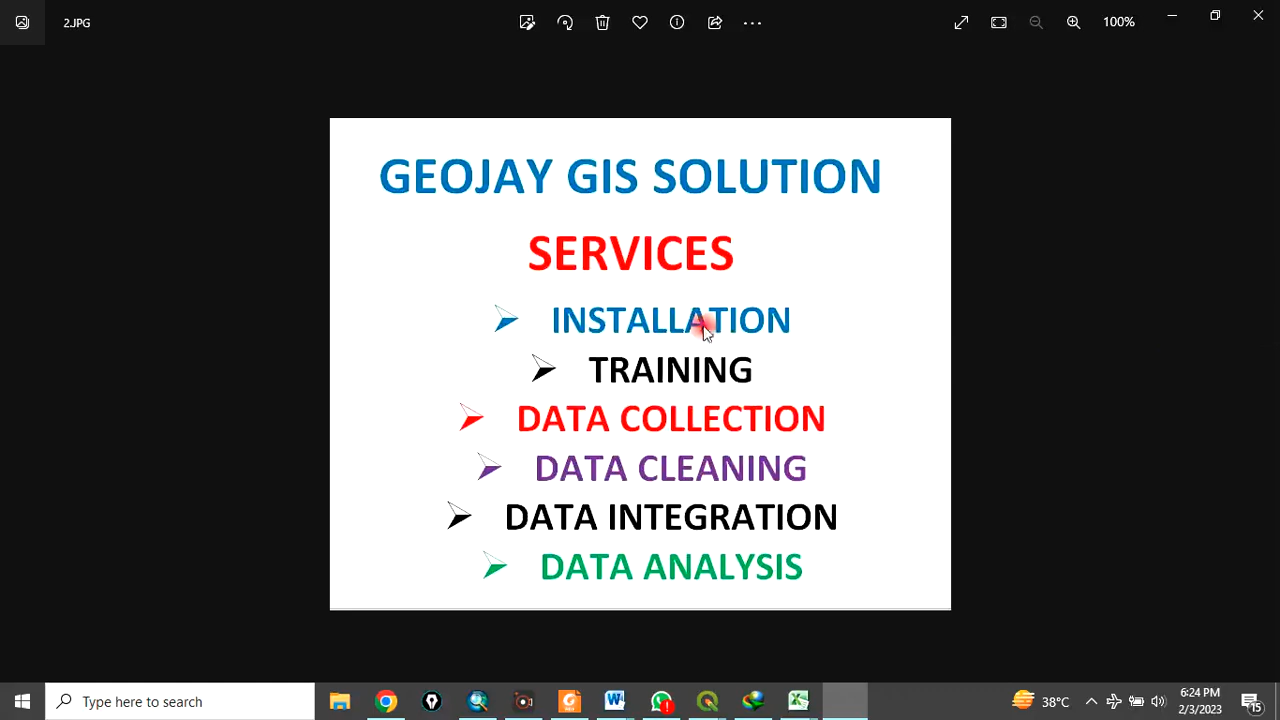 2.JPG
100%
GEOJAY GIS SOLUTION
SERVICES
INSTALLATION
TRAINING
DATA COLLECTION
DATA CLEANING
DATA INTEGRATION
DATA ANALYSIS
Type here to search
38°C
6:24 PM
2/3/2023
15